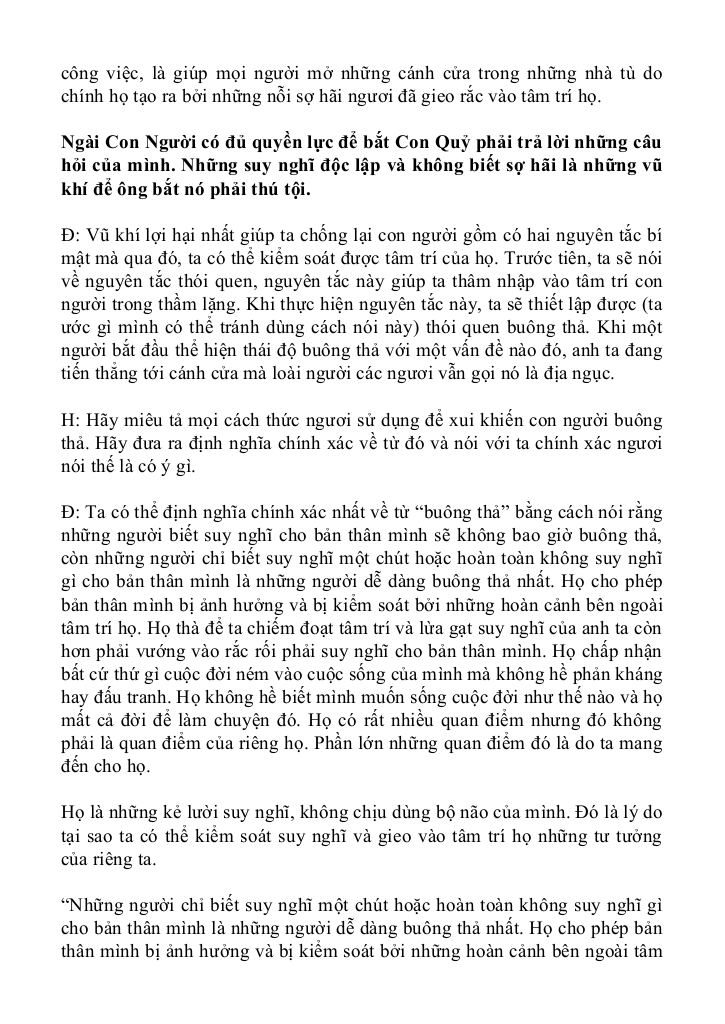 công việc, là giúp mọi người mở những cánh cửa trong những nhà tù do
chính họ tạo ra bởi những nỗi sợ hãi ngươi đã gieo rắc vào tâm trí họ.
Ngài Con Người có đủ quyền lực để bắt Con Quỷ phải trả lời những câu
hỏi của mình. Những suy nghĩ độc lập và không biết sợ hãi là những vũ
khí để ông bắt nó phải thú tội.
Đ: Vũ khí lợi hại nhất giúp ta chống lại con người gồm có hai nguyên tắc bí
mật mà qua đó, ta có thể kiểm soát được tâm trí của họ. Trước tiên, ta sẽ nói
về nguyên tắc thói quen, nguyên tắc này giúp ta thâm nhập vào tâm trí con
người trong thầm lặng. Khi thực hiện nguyên tắc này, ta sẽ thiết lập được (ta
ước gì mình có thể tránh dùng cách nói này) thói quen buông thả. Khi một
người bắt đầu thể hiện thái độ buông thả với một vấn đề nào đó, anh ta đang
tiến thẳng tới cánh cửa mà loài người các ngươi vẫn gọi nó là địa ngục.
H: Hãy miêu tả mọi cách thức ngươi sử dụng để xui khiến con người buông
thả. Hãy đưa ra định nghĩa chính xác về từ đó và nói với ta chính xác ngươi
nói thế là có ý gì.
Đ: Ta có thể định nghĩa chính xác nhất về từ “buông thả” bằng cách nói rằng
những người biết suy nghĩ cho bản thân mình sẽ không bao giờ buông thả,
còn những người chỉ biết suy nghĩ một chút hoặc hoàn toàn không suy nghĩ
gì cho bản thân mình là những người dễ dàng buông thả nhất. Họ cho phép
bản thân mình bị ảnh hưởng và bị kiểm soát bởi những hoàn cảnh bên ngoài
tâm trí họ. Họ thà để ta chiếm đoạt tâm trí và lừa gạt suy nghĩ của anh ta còn
hơn phải vướng vào rắc rối phải suy nghĩ cho bản thân mình. Họ chấp nhận
bất cứ thứ gì cuộc đời ném vào cuộc sống của mình mà không hề phản kháng
hay đấu tranh. Họ không hề biết mình muốn sống cuộc đời như thế nào và họ
mất cả đời để làm chuyện đó. Họ có rất nhiều quan điểm nhưng đó không
phải là quan điểm của riêng họ. Phần lớn những quan điểm đó là do ta mang
đến cho họ.
Họ là những kẻ lười suy nghĩ, không chịu dùng bộ não của mình. Đó là lý do
tại sao ta có thể kiểm soát suy nghĩ và gieo vào tâm trí họ những tư tưởng
của riêng ta.
“Những người chỉ biết suy nghĩ một chút hoặc hoàn toàn không suy nghĩ gì
cho bản thân mình là những người dễ dàng buông thả nhất. Họ cho phép bản
thân mình bị ảnh hưởng và bị kiểm soát bởi những hoàn cảnh bên ngoài tâm